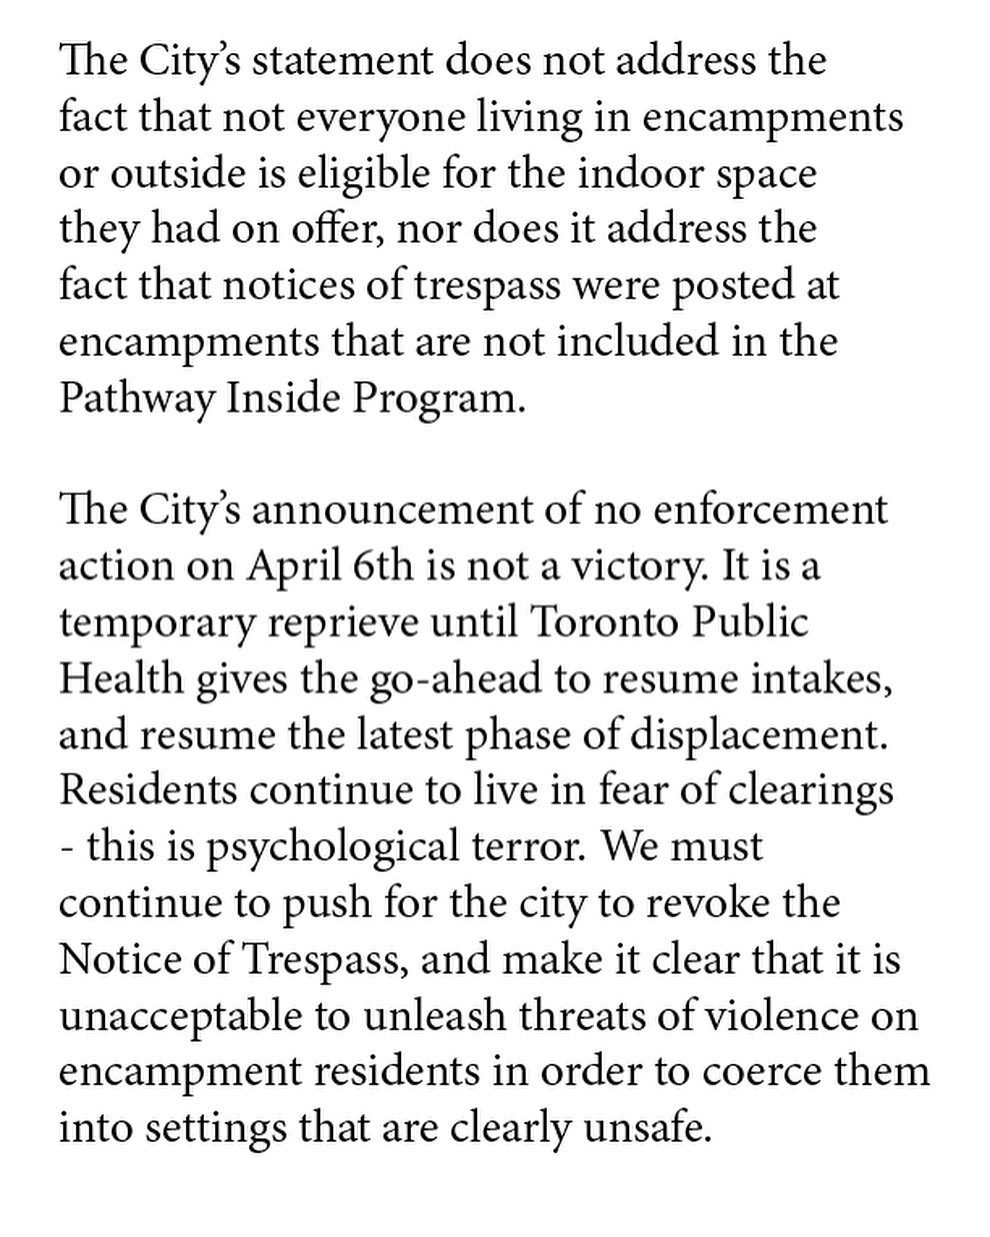 The City’s statement does not address the
fact that not everyone living in encampments
or outside is eligible for the indoor space
they had on offer, nor does it address the
fact that notices of trespass were posted at
encampments that are not included in the
Pathway Inside Program.

The City’s announcement of no enforcement
action on April 6th is not a victory. It is a
temporary reprieve until Toronto Public
Health gives the go-ahead to resume intakes,
and resume the latest phase of displacement.
Residents continue to live in fear of clearings
- this is psychological terror. We must
continue to push for the city to revoke the
Notice of Trespass, and make it clear that it is
unacceptable to unleash threats of violence on
encampment residents in order to coerce them
into settings that are clearly unsafe.